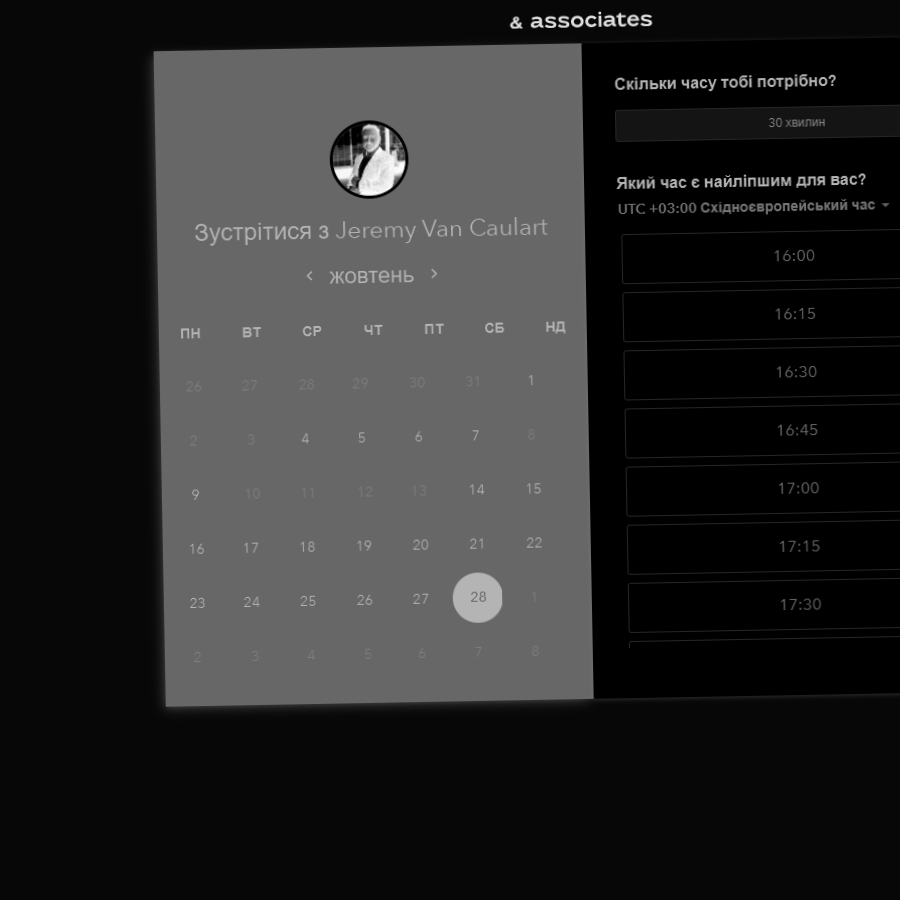 & associates
Зустрітися з Jeremy Van Caulart
жовтень
ПН ВТ СР ЧТ ПТ СБ НД
26 27 28 29 30 31 1
2 3 4 5 6 7 8
9 10 11 12 13 14 15
16 17 18 19 20 21 22
23 24 25 26 27 28 1
2 3 4 5 6 7 8
Скільки часу тобі потрібно?
30 хвилин
Який час є найліпшим для вас?
UTC +03:00 Східноєвропейський час
16:00
16:15
16:30
16:45
17:00
17:15
17:30